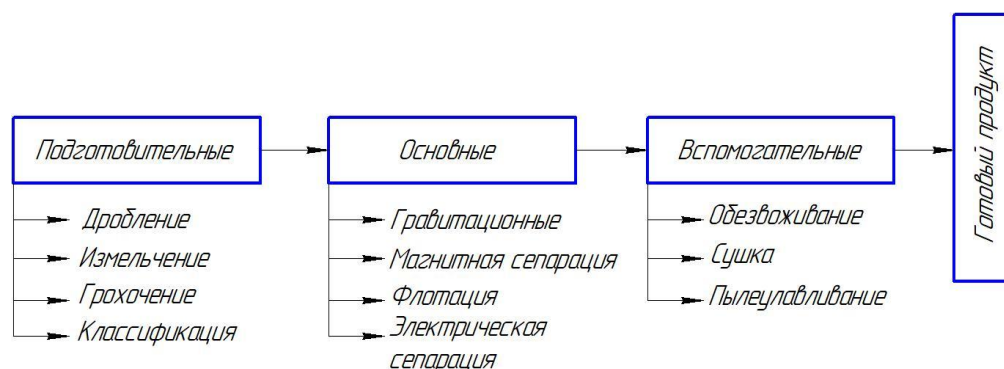 Подготовительные
Дробление
Измельчение
Грохочение
Классификация
Основные
Гравитационные
Магнитная сепарация
Флотация
Электрическая
сепарация
Вспомогательные
Обезвоживание
Сушка
Пылеулавливание
Готовый продукт